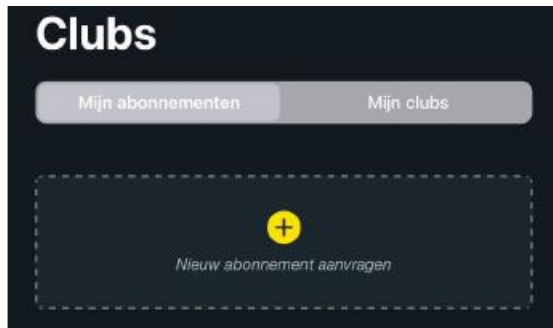 Clubs
Mijn abonnementen
Mijn clubs
Nieuw abonnement aanvragen